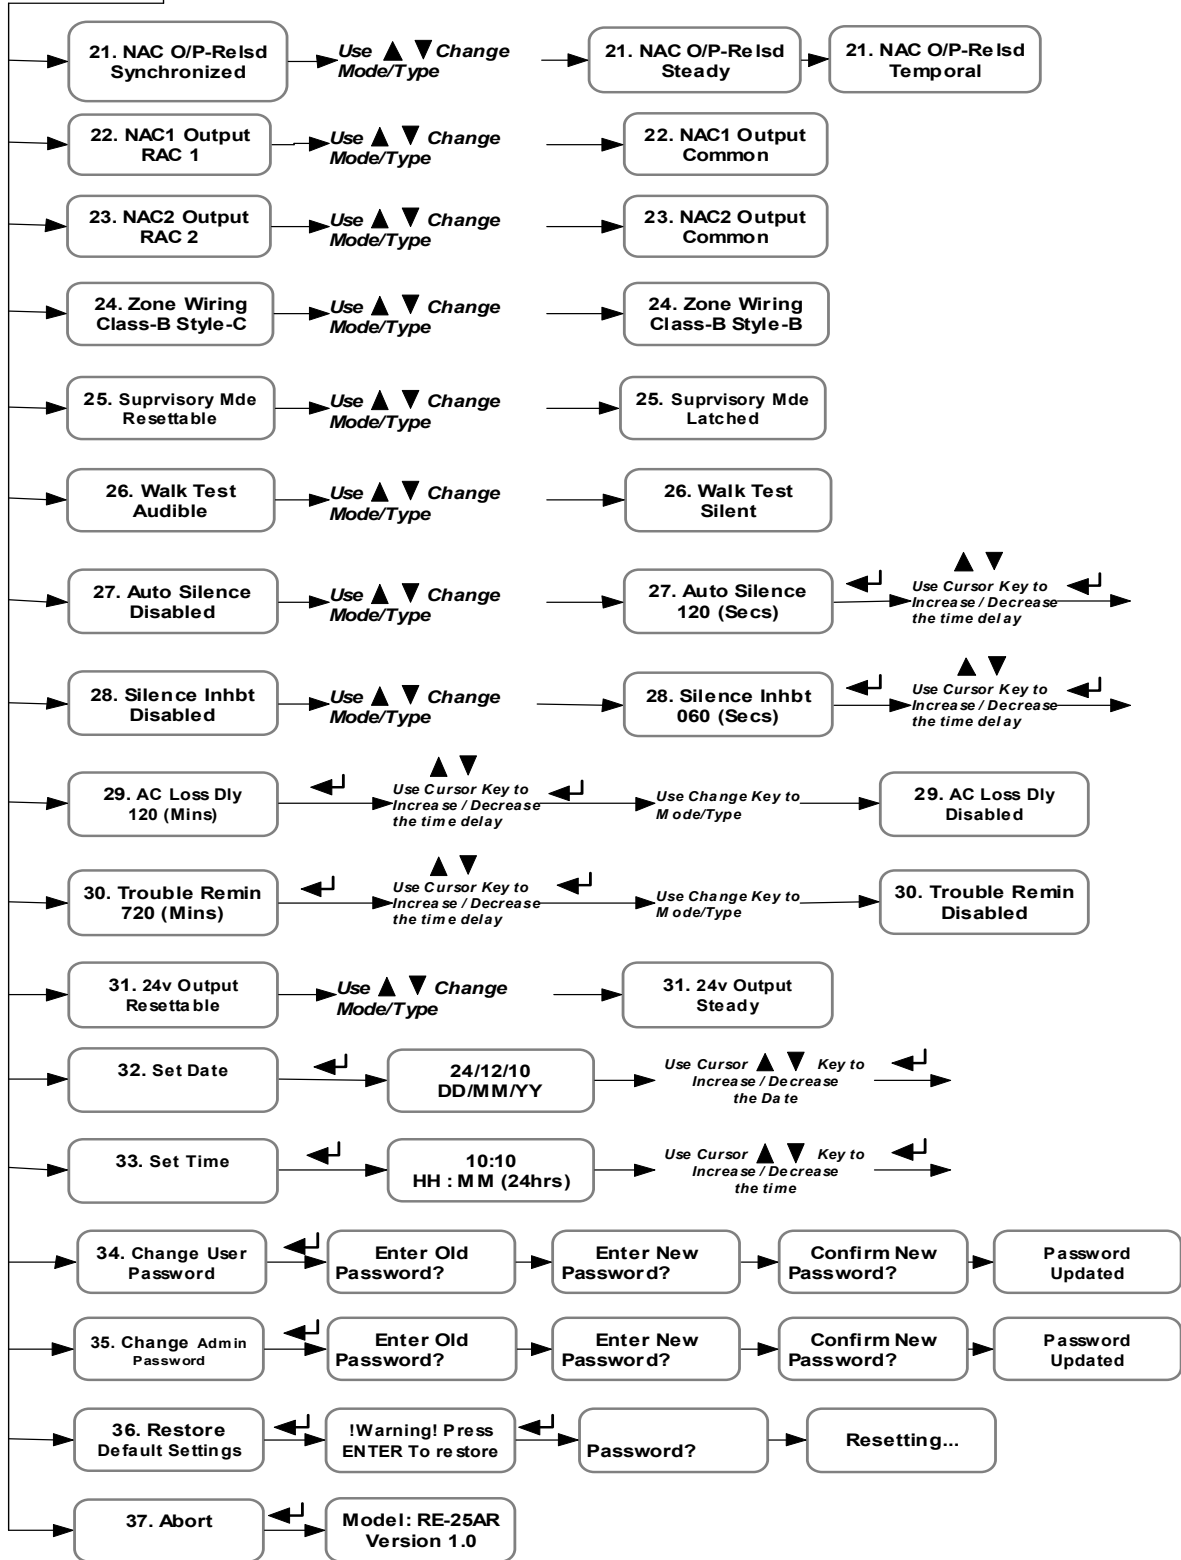 21. NAC O/P-Relsd
Synchronized
Use ▲ ▼ Change
Mode/Type
21. NAC O/P-Relsd
Steady
21. NAC O/P-Relsd
Temporal
22. NAC1 Output
RAC 1
Use ▲ ▼ Change
Mode/Type
22. NAC1 Output
Common
23. NAC2 Output
RAC 2
Use ▲ ▼ Change
Mode/Type
23. NAC2 Output
Common
24. Zone Wiring
Class-B Style-C
Use ▲ ▼ Change
Mode/Type
24. Zone Wiring
Class-B Style-B
25. Suprvisory Mde
Resettable
Use ▲ ▼ Change
Mode/Type
25. Suprvisory Mde
Latched
26. Walk Test
Audible
Use ▲ ▼ Change
Mode/Type
26. Walk Test
Silent
27. Auto Silence
Disabled
Use ▲ ▼ Change
Mode/Type
27. Auto Silence
120 (Secs)
▲ ▼
Use Cursor Key to
Increase / Decrease
the time delay
28. Silence Inhbt
Disabled
Use ▲ ▼ Change
Mode/Type
28. Silence Inhbt
060 (Secs)
▲ ▼
Use Cursor Key to
Increase / Decrease
the time delay
29. AC Loss Dly
120 (Mins)
▲ ▼
Use Cursor Key to
Increase / Decrease
the time delay
Use Change Key to
Mode/Type
29. AC Loss Dly
Disabled
30. Trouble Remin
720 (Mins)
▲ ▼
Use Cursor Key to
Increase / Decrease
the time delay
Use Change Key to
Mode/Type
30. Trouble Remin
Disabled
31. 24v Output
Resettable
Use ▲ ▼ Change
Mode/Type
31. 24v Output
Steady
32. Set Date
24/12/10
DD/MM/YY
Use Cursor ▲ ▼ Key to
Increase / Decrease
the Date
33. Set Time
10:10
HH : MM (24hrs)
Use Cursor ▲ ▼ Key to
Increase / Decrease
the time
34. Change User
Password
Enter Old
Password?
Enter New
Password?
Confirm New
Password?
Password
Updated
35. Change Admin
Password
Enter Old
Password?
Enter New
Password?
Confirm New
Password?
Password
Updated
36. Restore
Default Settings
!Warning! Press
ENTER To restore
Password?
Resetting...
37. Abort
Model: RE-25AR
Version 1.0